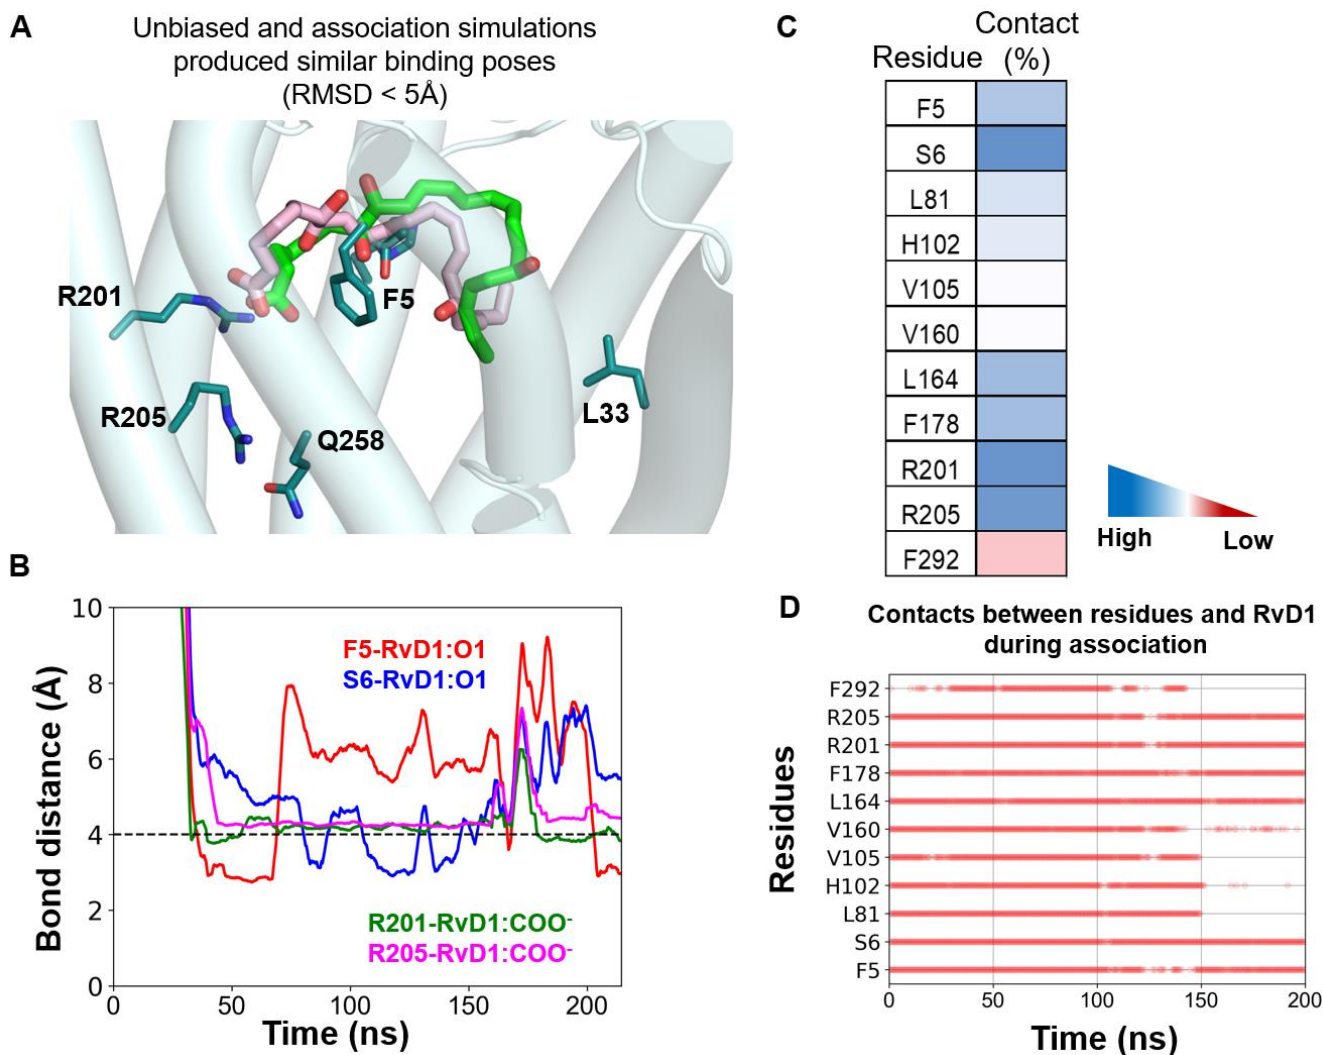 A
Unbiased and association simulations
produced similar binding poses
(RMSD < 5Å)
R201
F5
R205
Q258
L33
B
Bond distance (Å)
10
8
6
4
2
0
F5-RvD1:O1
S6-RvD1:O1
R201-RvD1:COO⁻
R205-RvD1:COO⁻
0 50 100 150 200
Time (ns)
C
Contact
Residue (%)
F5
S6
L81
H102
V105
V160
L164
F178
R201
R205
F292
High Low
D
Contacts between residues and RvD1
during association
Residues
F292
R205
R201
F178
L164
V160
V105
H102
L81
S6
F5
0 50 100 150 200
Time (ns)